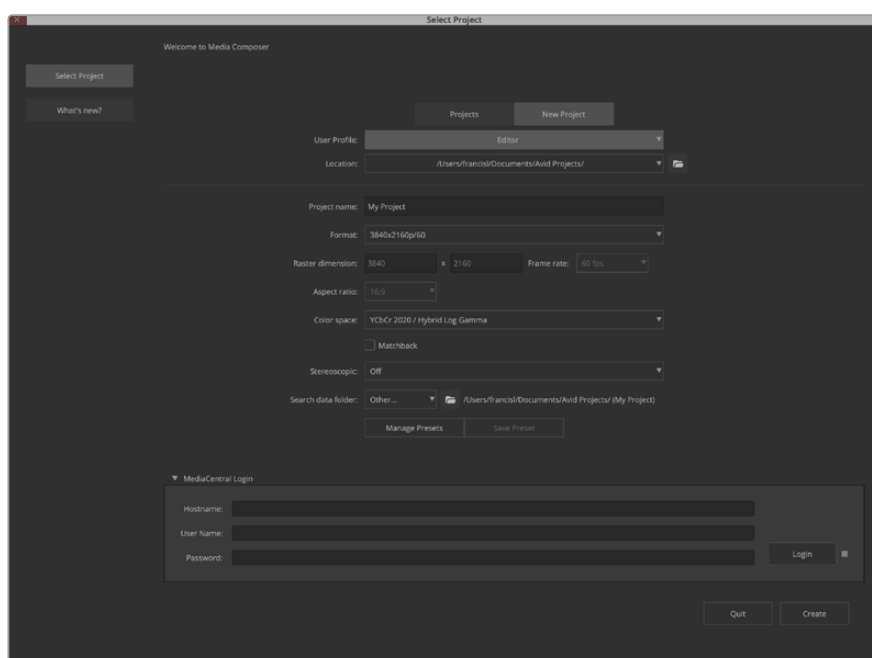 Select Project
Welcome to Media Composer
Select Project
What's new?
Projects New Project
User Profile: Editor
Location: /Users/francisl/Documents/Avid Projects/
Project name: My Project
Format: 3840x2160p/60
Raster dimension: 3840 x 2160 Frame rate: 60 fps
Aspect ratio: 16:9
Color space: YCbCr 2020 / Hybrid Log Gamma
Matchback
Stereoscopic: Off
Search data folder: Other... /Users/francisl/Documents/Avid Projects/ (My Project)
Manage Presets Save Preset
MediaCentral Login
Hostname:
User Name:
Password:
Login
Quit Create